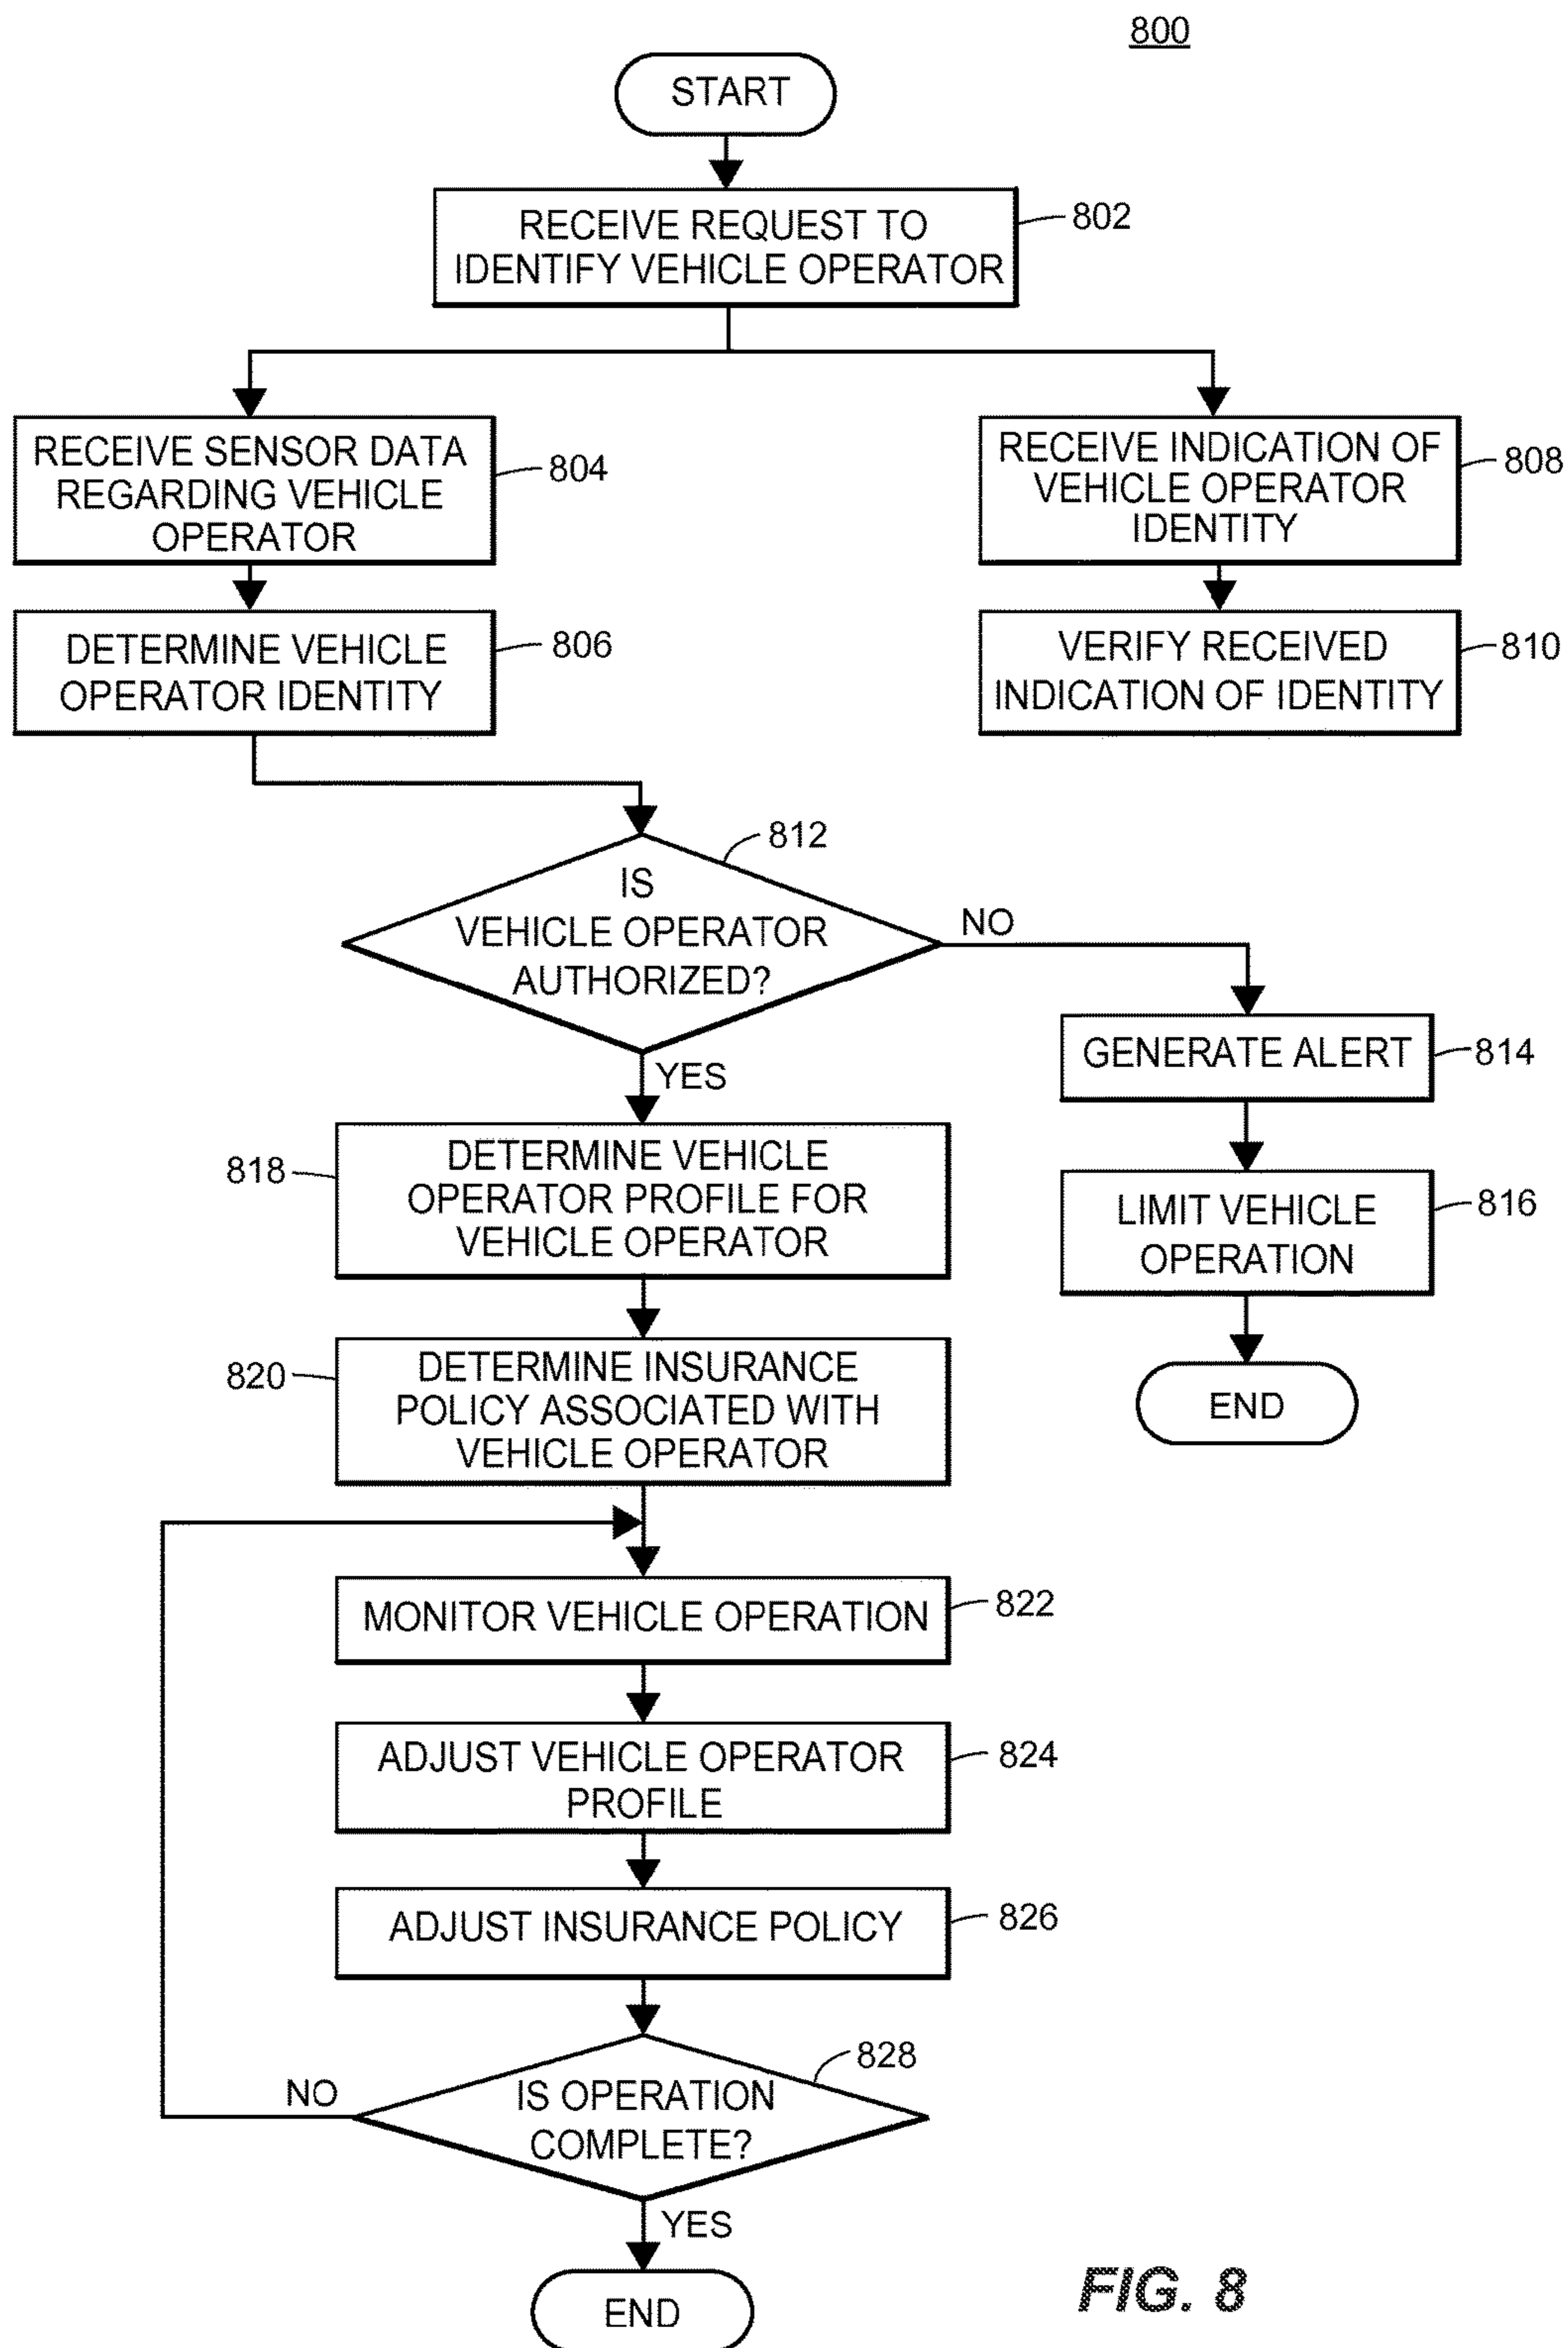 800
START
RECEIVE REQUEST TO
IDENTIFY VEHICLE OPERATOR
802
RECEIVE SENSOR DATA
REGARDING VEHICLE
OPERATOR
804
RECEIVE INDICATION OF
VEHICLE OPERATOR
IDENTITY
808
DETERMINE VEHICLE
OPERATOR IDENTITY
806
VERIFY RECEIVED
INDICATION OF IDENTITY
810
812
IS
VEHICLE OPERATOR
AUTHORIZED?
NO
YES
GENERATE ALERT
814
818
DETERMINE VEHICLE
OPERATOR PROFILE FOR
VEHICLE OPERATOR
LIMIT VEHICLE
OPERATION
816
820
DETERMINE INSURANCE
POLICY ASSOCIATED WITH
VEHICLE OPERATOR
END
MONITOR VEHICLE OPERATION
822
ADJUST VEHICLE OPERATOR
PROFILE
824
ADJUST INSURANCE POLICY
826
828
IS OPERATION
COMPLETE?
NO
YES
END
FIG. 8